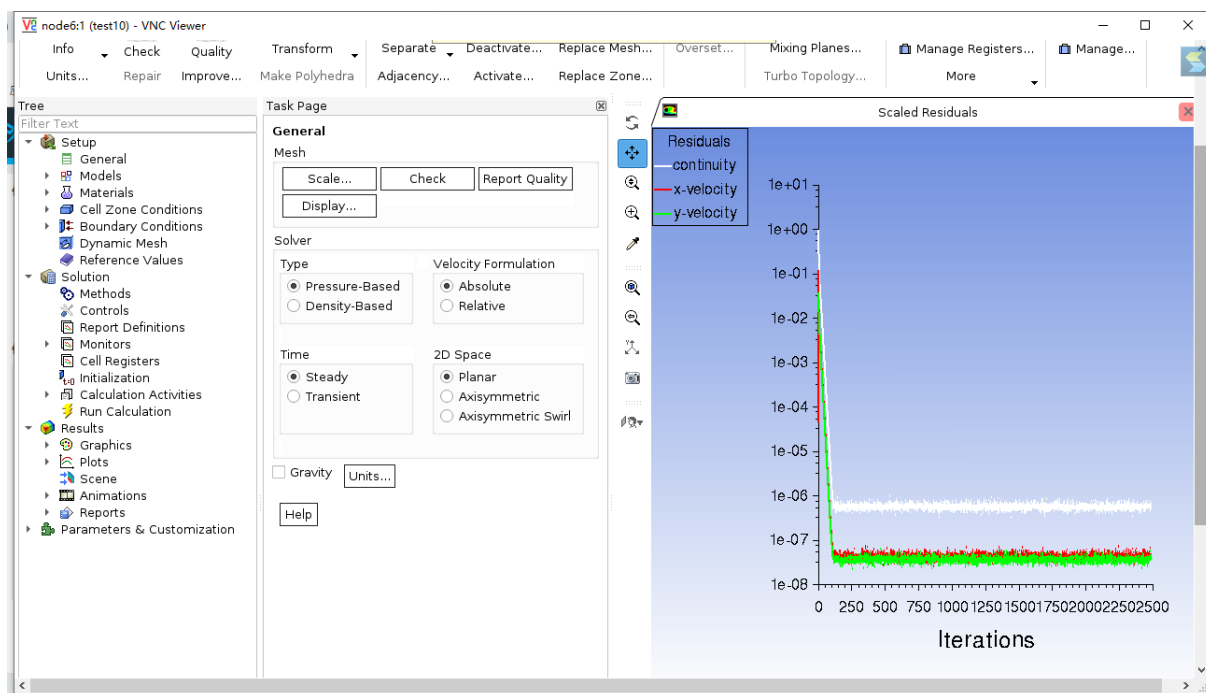 node6:1 (test10) - VNC Viewer
Info Check Quality Transform Separate Deactivate... Replace Mesh... Overset... Mixing Planes... Manage Registers... Manage...
Units... Repair Improve... Make Polyhedra Adjacency... Activate... Replace Zone... Turbo Topology... More
Tree
Filter Text
Setup
General
Models
Materials
Cell Zone Conditions
Boundary Conditions
Dynamic Mesh
Reference Values
Solution
Methods
Controls
Report Definitions
Monitors
Cell Registers
t=0 Initialization
Calculation Activities
Run Calculation
Results
Graphics
Plots
Scene
Animations
Reports
Parameters & Customization
Task Page
General
Mesh
Scale... Check Report Quality
Display...
Solver
Type Velocity Formulation
Pressure-Based Absolute
Density-Based Relative
Time 2D Space
Steady Planar
Transient Axisymmetric
Axisymmetric Swirl
Gravity Units...
Help
Scaled Residuals
Residuals
continuity
x-velocity
y-velocity
1e+01
1e+00
1e-01
1e-02
1e-03
1e-04
1e-05
1e-06
1e-07
1e-08
0 250 500 750 1000 1250 1500 1750 2000 2250 2500
Iterations